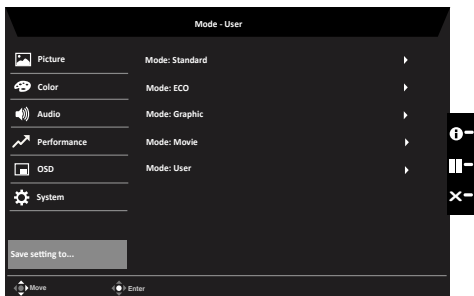 Mode - User
Picture
Color
Audio
Performance
OSD
System
Save setting to...
Mode: Standard
Mode: ECO
Mode: Graphic
Mode: Movie
Mode: User
Move
Enter